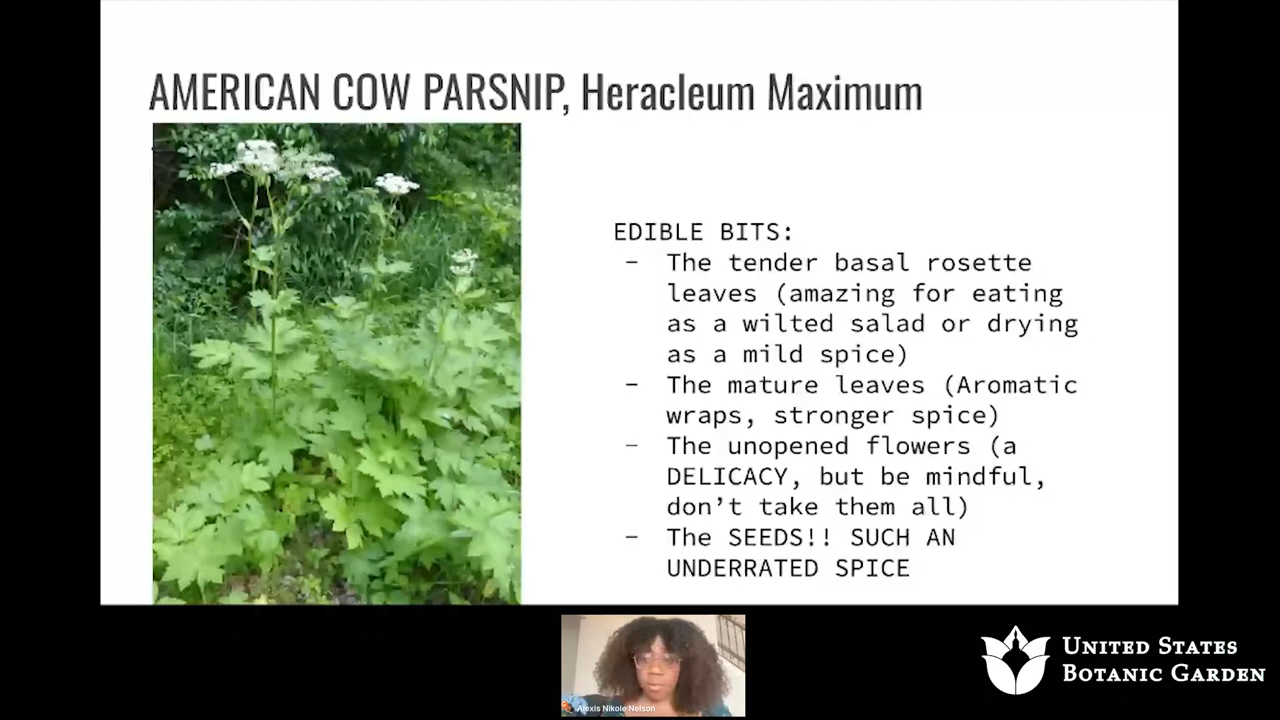 AMERICAN COW PARSNIP, Heracleum Maximum
EDIBLE BITS:
- The tender basal rosette
leaves (amazing for eating
as a wilted salad or drying
as a mild spice)
- The mature leaves (Aromatic
wraps, stronger spice)
- The unopened flowers (a
DELICACY, but be mindful,
don't take them all)
- The SEEDS!! SUCH AN
UNDERRATED SPICE
Alexis Nikole Nelson
UNITED STATES
BOTANIC GARDEN